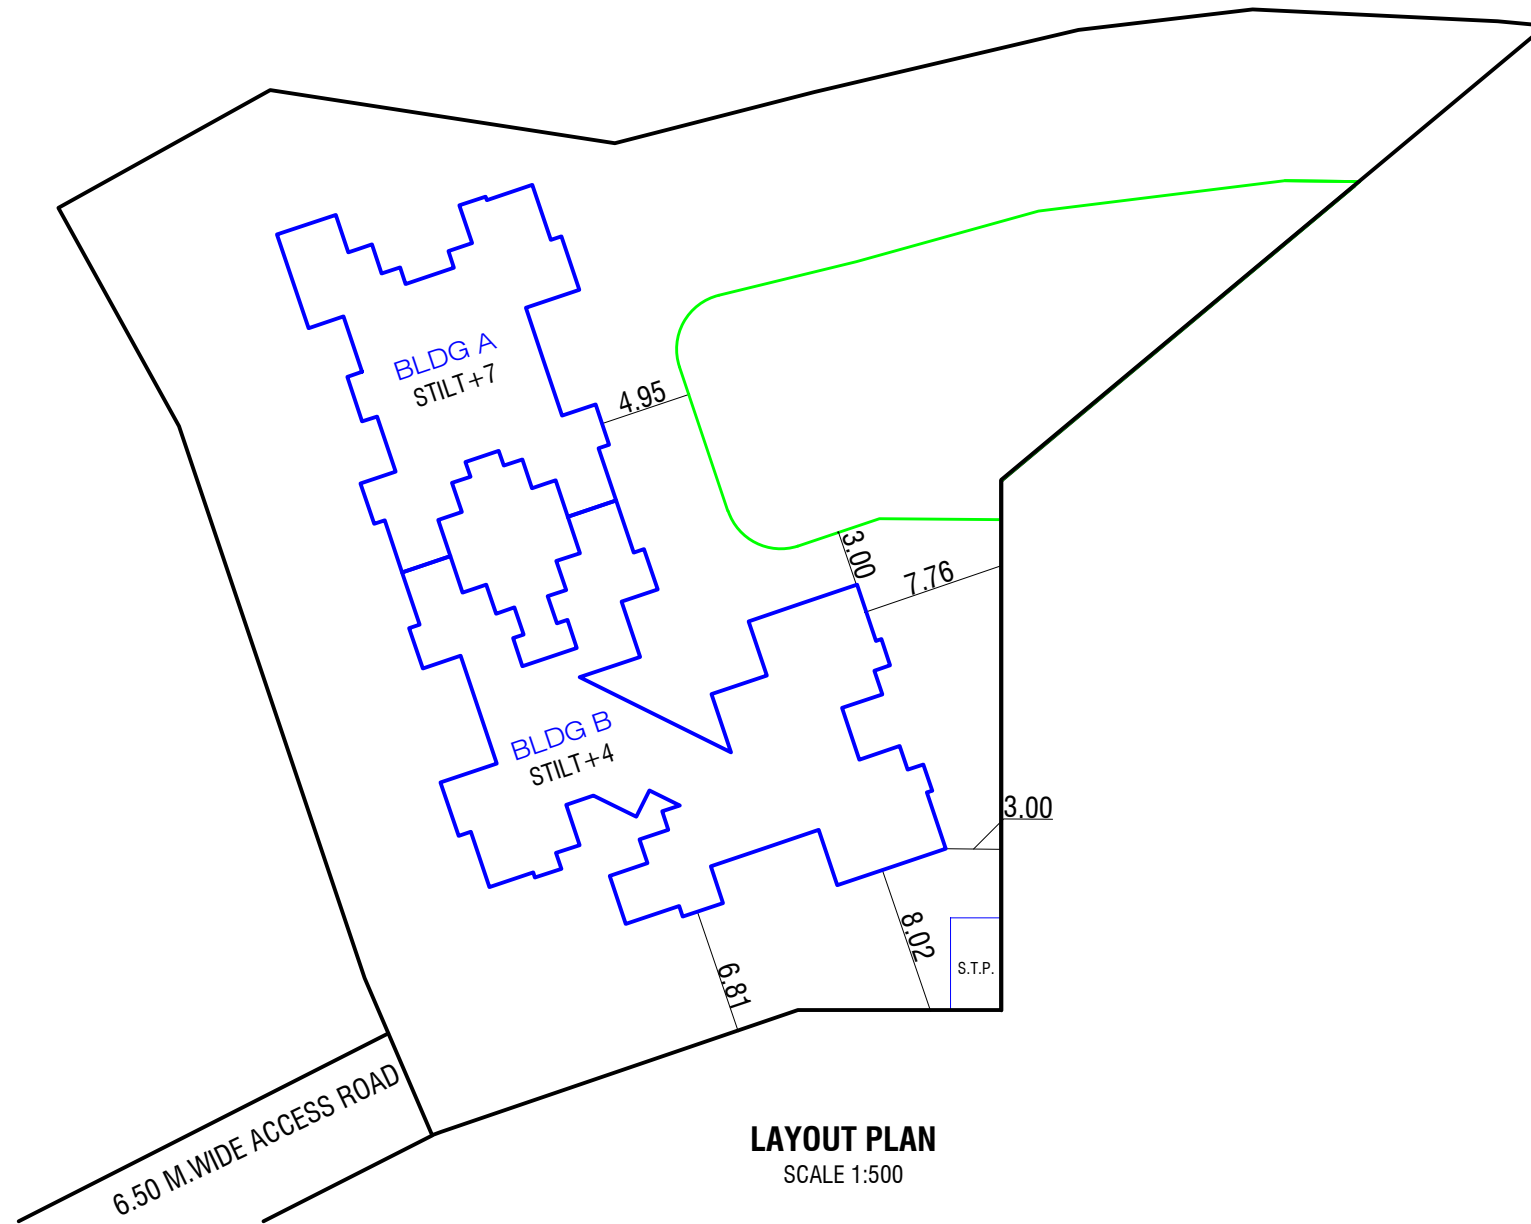 BLDG A
STILT+7
4.95
3.00
7.76
BLDG B
STILT+4
3.00
8.02
S.T.P.
6.81
6.50 M.WIDE ACCESS ROAD
LAYOUT PLAN
SCALE 1:500